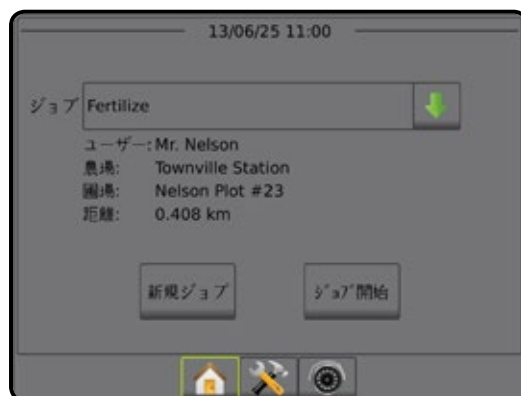 13/06/25 11:00
ジョブ Fertilize
ユーザー: Mr. Nelson
農場: Townville Station
圃場: Nelson Plot #23
距離: 0.408 km
新規ジョブ ジョブ開始